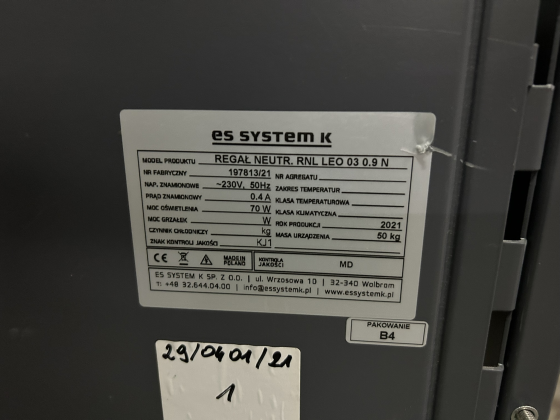 es system k
MODEL PRODUKTU REGAŁ NEUTR. RNL LEO 03 0.9 N
NR FABRYCZNY 197813/21 NR AGREGATU
NAP. ZNAMIONOWE ~230V, 50Hz ZAKRES TEMPERATUR
PRĄD ZNAMIONOWY 0,4 A KLASA TEMPERATUROWA
MOC OŚWIETLENIA 70 W KLASA KLIMATYCZNA
MOC GRZAŁEK W ROK PRODUKCJI 2021
CZYNNIK CHŁODNICZY kg MASA URZĄDZENIA 50 kg
ZNAK KONTROLI JAKOŚCI KJ1
CE MADE IN POLAND KONTROLA JAKOŚCI MD
ES SYSTEM K SP. Z O.O. | ul. Wrzosowa 10 | 32-340 Wolbrom
T: +48 32.644.04.00 | info@essystemk.pl | www.essystemk.pl
PAKOWANIE
B4
29/0401/21
1